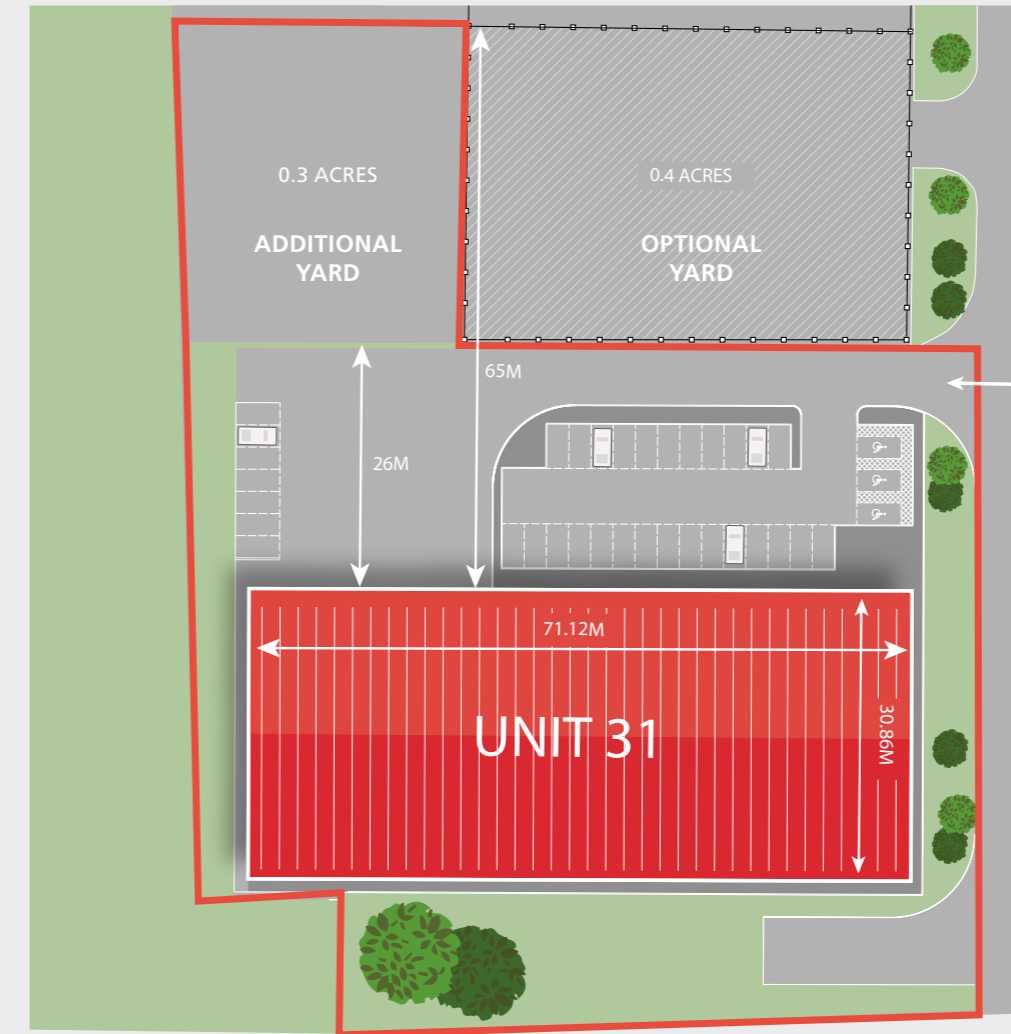 0.3 ACRES
ADDITIONAL
YARD
0.4 ACRES
OPTIONAL
YARD
65M
26M
71.12M
UNIT 31
30.86M